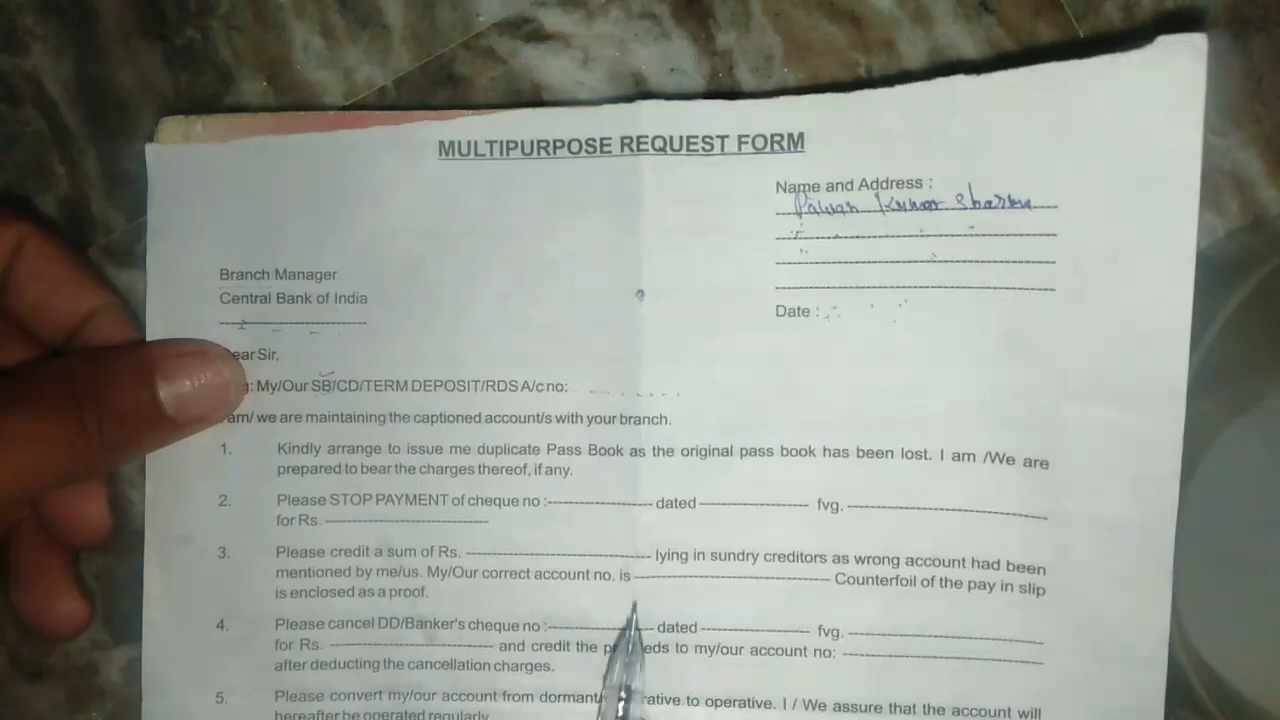 MULTIPURPOSE REQUEST FORM
Name and Address :
Pawan Kumar Sharma
Branch Manager
Central Bank of India
Date :
ear Sir,
: My/Our SB/CD/TERM DEPOSIT/RDS A/c no:
am/ we are maintaining the captioned account/s with your branch.
1. Kindly arrange to issue me duplicate Pass Book as the original pass book has been lost. I am /We are
prepared to bear the charges thereof, if any.
2. Please STOP PAYMENT of cheque no :---------------- dated ---------------- fvg. ----------------
for Rs. ----------------
3. Please credit a sum of Rs. ---------------- lying in sundry creditors as wrong account had been
mentioned by me/us. My/Our correct account no. is ---------------- Counterfoil of the pay in slip
is enclosed as a proof.
4. Please cancel DD/Banker's cheque no :---------------- dated ---------------- fvg. ----------------
for Rs. ---------------- and credit the p eds to my/our account no: ----------------
after deducting the cancellation charges.
5. Please convert my/our account from dormant/ rative to operative. I / We assure that the account will
hereafter be operated regularly